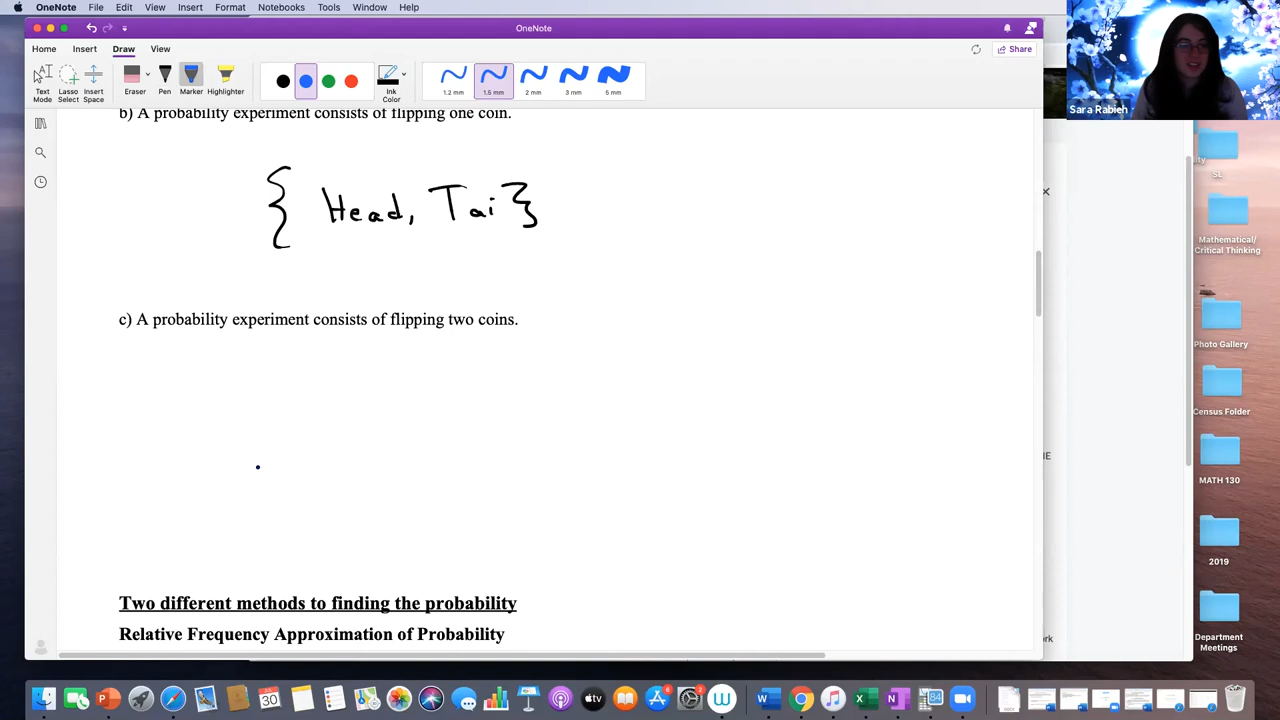 OneNote File Edit View Insert Format Notebooks Tools Window Help
OneNote
Home Insert Draw View
Share
Text Mode
Lasso Select
Insert Space
Eraser
Pen
Marker
Highlighter
Ink Color
1.2 mm
1.5 mm
2 mm
3 mm
5 mm
Sara Rabieh
b) A probability experiment consists of flipping one coin.
{ Head, Tai }
c) A probability experiment consists of flipping two coins.
Two different methods to finding the probability
Relative Frequency Approximation of Probability
SL
Mathematical/
Critical Thinking
Photo Gallery
Census Folder
MATH 130
2019
Department
Meetings
30